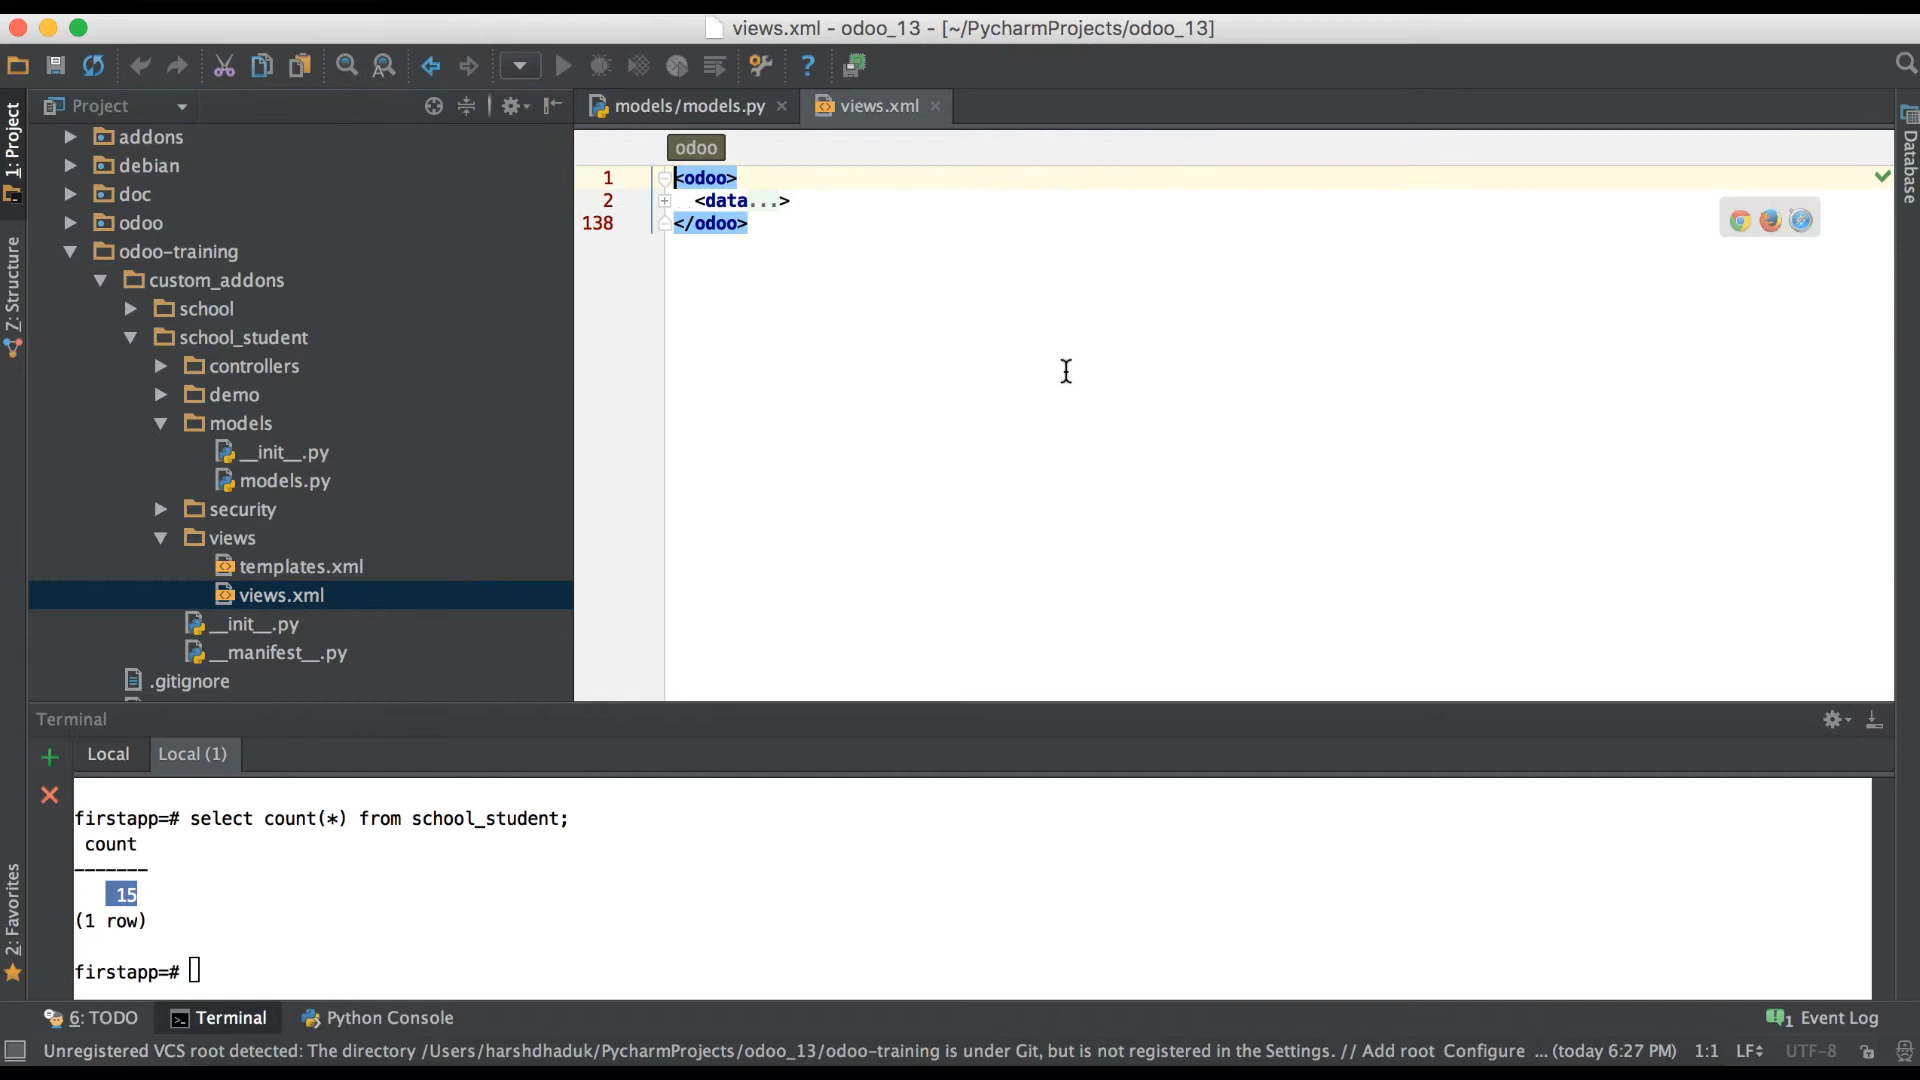 views.xml - odoo_13 - [~/PycharmProjects/odoo_13]
Project
models/models.py
views.xml
1: Project
Z: Structure
2: Favorites
Database
addons
debian
doc
odoo
odoo-training
custom_addons
school
school_student
controllers
demo
models
__init__.py
models.py
security
views
templates.xml
views.xml
__init__.py
__manifest__.py
.gitignore
odoo
1 <odoo>
2 <data...>
138 </odoo>
Terminal
Local Local (1)
firstapp=# select count(*) from school_student;
count
-------
15
(1 row)
firstapp=#
6: TODO Terminal Python Console 1 Event Log
Unregistered VCS root detected: The directory /Users/harshdhaduk/PycharmProjects/odoo_13/odoo-training is under Git, but is not registered in the Settings. // Add root Configure ... (today 6:27 PM) 1:1 LF UTF-8